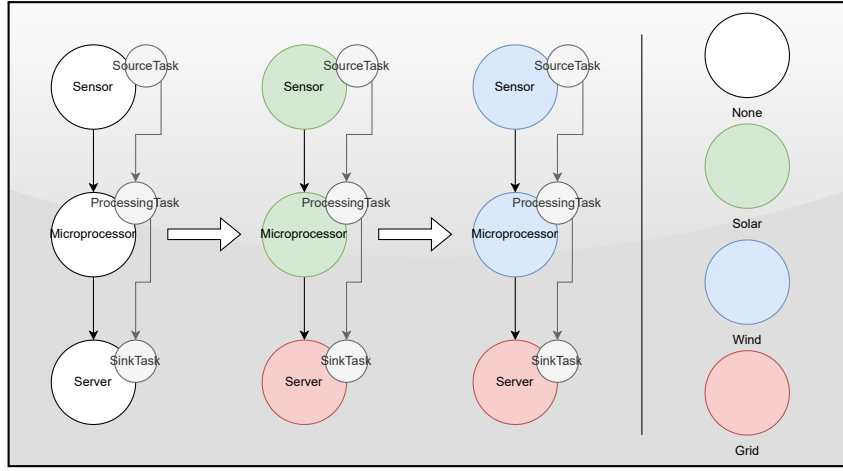 SourceTask
Sensor
ProcessingTask
Microprocessor
SinkTask
Server
SourceTask
Sensor
ProcessingTask
Microprocessor
SinkTask
Server
SourceTask
Sensor
ProcessingTask
Microprocessor
SinkTask
Server
None
Solar
Wind
Grid